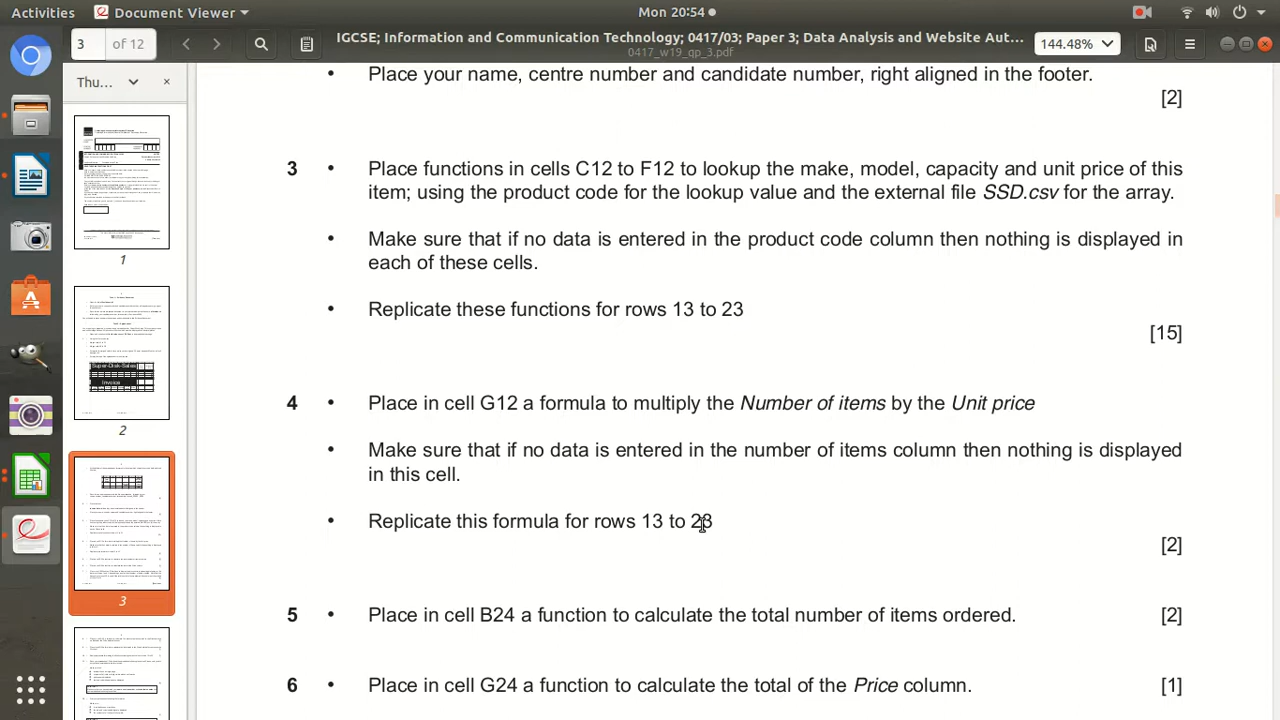 Activities
Document Viewer
Mon 20:54
3
of 12
IGCSE; Information and Communication Technology; 0417/03; Paper 3; Data Analysis and Website Aut...
0417_w19_qp_3.pdf
144.48%
Thu...
1
2
3
• Place your name, centre number and candidate number, right aligned in the footer.
[2]
3 • Place functions in cells C12 to F12 to lookup the make, model, capacity and unit price of this
item; using the product code for the lookup value and the external file SSD.csv for the array.
• Make sure that if no data is entered in the product code column then nothing is displayed in
each of these cells.
• Replicate these functions for rows 13 to 23
[15]
4 • Place in cell G12 a formula to multiply the Number of items by the Unit price
• Make sure that if no data is entered in the number of items column then nothing is displayed
in this cell.
• Replicate this formula for rows 13 to 23
[2]
5 • Place in cell B24 a function to calculate the total number of items ordered. [2]
6 • Place in cell G24 a function to calculate the total of the Price column. [1]